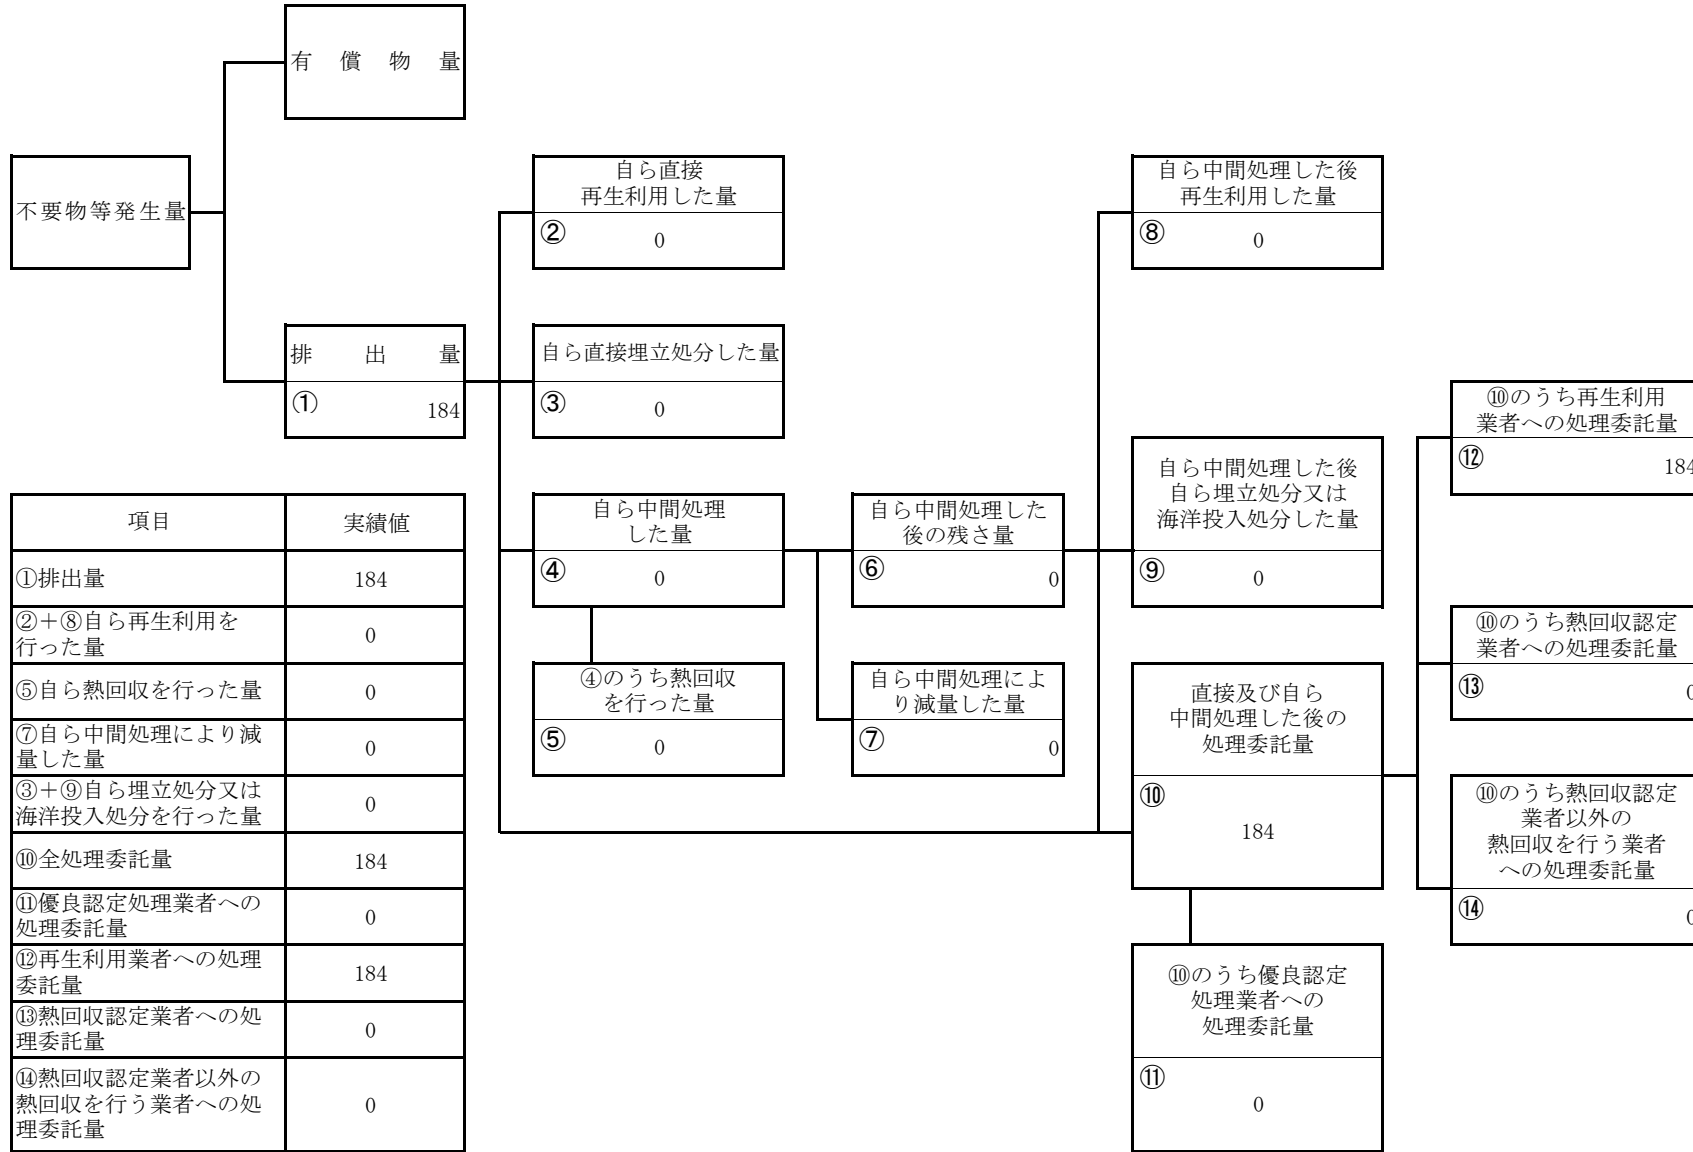 有償物量
不要物等発生量
自ら直接
再生利用した量
② 0
自ら中間処理した後
再生利用した量
⑧ 0
排出量
① 184
自ら直接埋立処分した量
③ 0
⑩のうち再生利用
業者への処理委託量
⑫ 184
自ら中間処理
した量
④ 0
自ら中間処理した
後の残さ量
⑥ 0
自ら中間処理した後
自ら埋立処分又は
海洋投入処分した量
⑨ 0
⑩のうち熱回収認定
業者への処理委託量
⑬ 0
④のうち熱回収
を行った量
⑤ 0
自ら中間処理によ
り減量した量
⑦ 0
直接及び自ら
中間処理した後の
処理委託量
⑩
184
⑩のうち熱回収認定
業者以外の
熱回収を行う業者
への処理委託量
⑭ 0
⑩のうち優良認定
処理業者への
処理委託量
⑪
0
項目 実績値
①排出量 184
②+⑧自ら再生利用を
行った量 0
⑤自ら熱回収を行った量 0
⑦自ら中間処理により減
量した量 0
③+⑨自ら埋立処分又は
海洋投入処分を行った量 0
⑩全処理委託量 184
⑪優良認定処理業者への
処理委託量 0
⑫再生利用業者への処理
委託量 184
⑬熱回収認定業者への処
理委託量 0
⑭熱回収認定業者以外の
熱回収を行う業者への処
理委託量 0